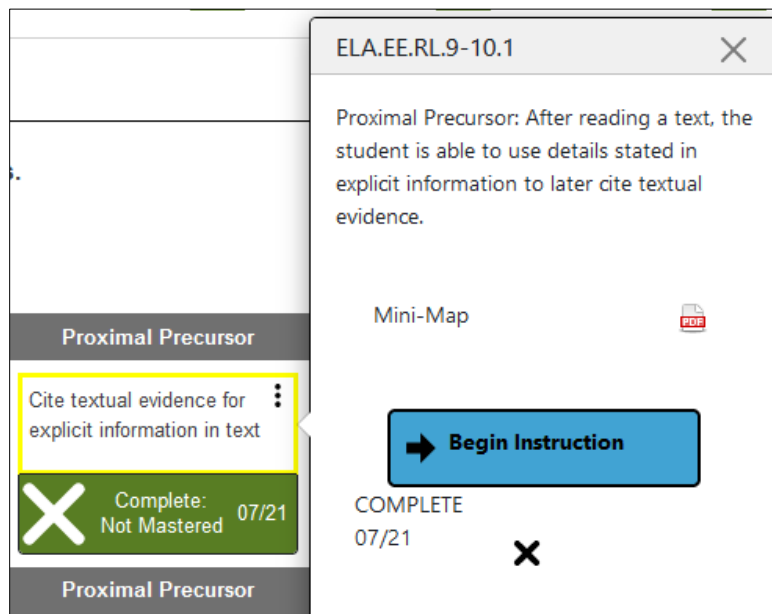 s.
Proximal Precursor
Cite textual evidence for
explicit information in text
Complete:
Not Mastered
07/21
Proximal Precursor
ELA.EE.RL.9-10.1
Proximal Precursor: After reading a text, the
student is able to use details stated in
explicit information to later cite textual
evidence.
Mini-Map
PDF
Begin Instruction
COMPLETE
07/21